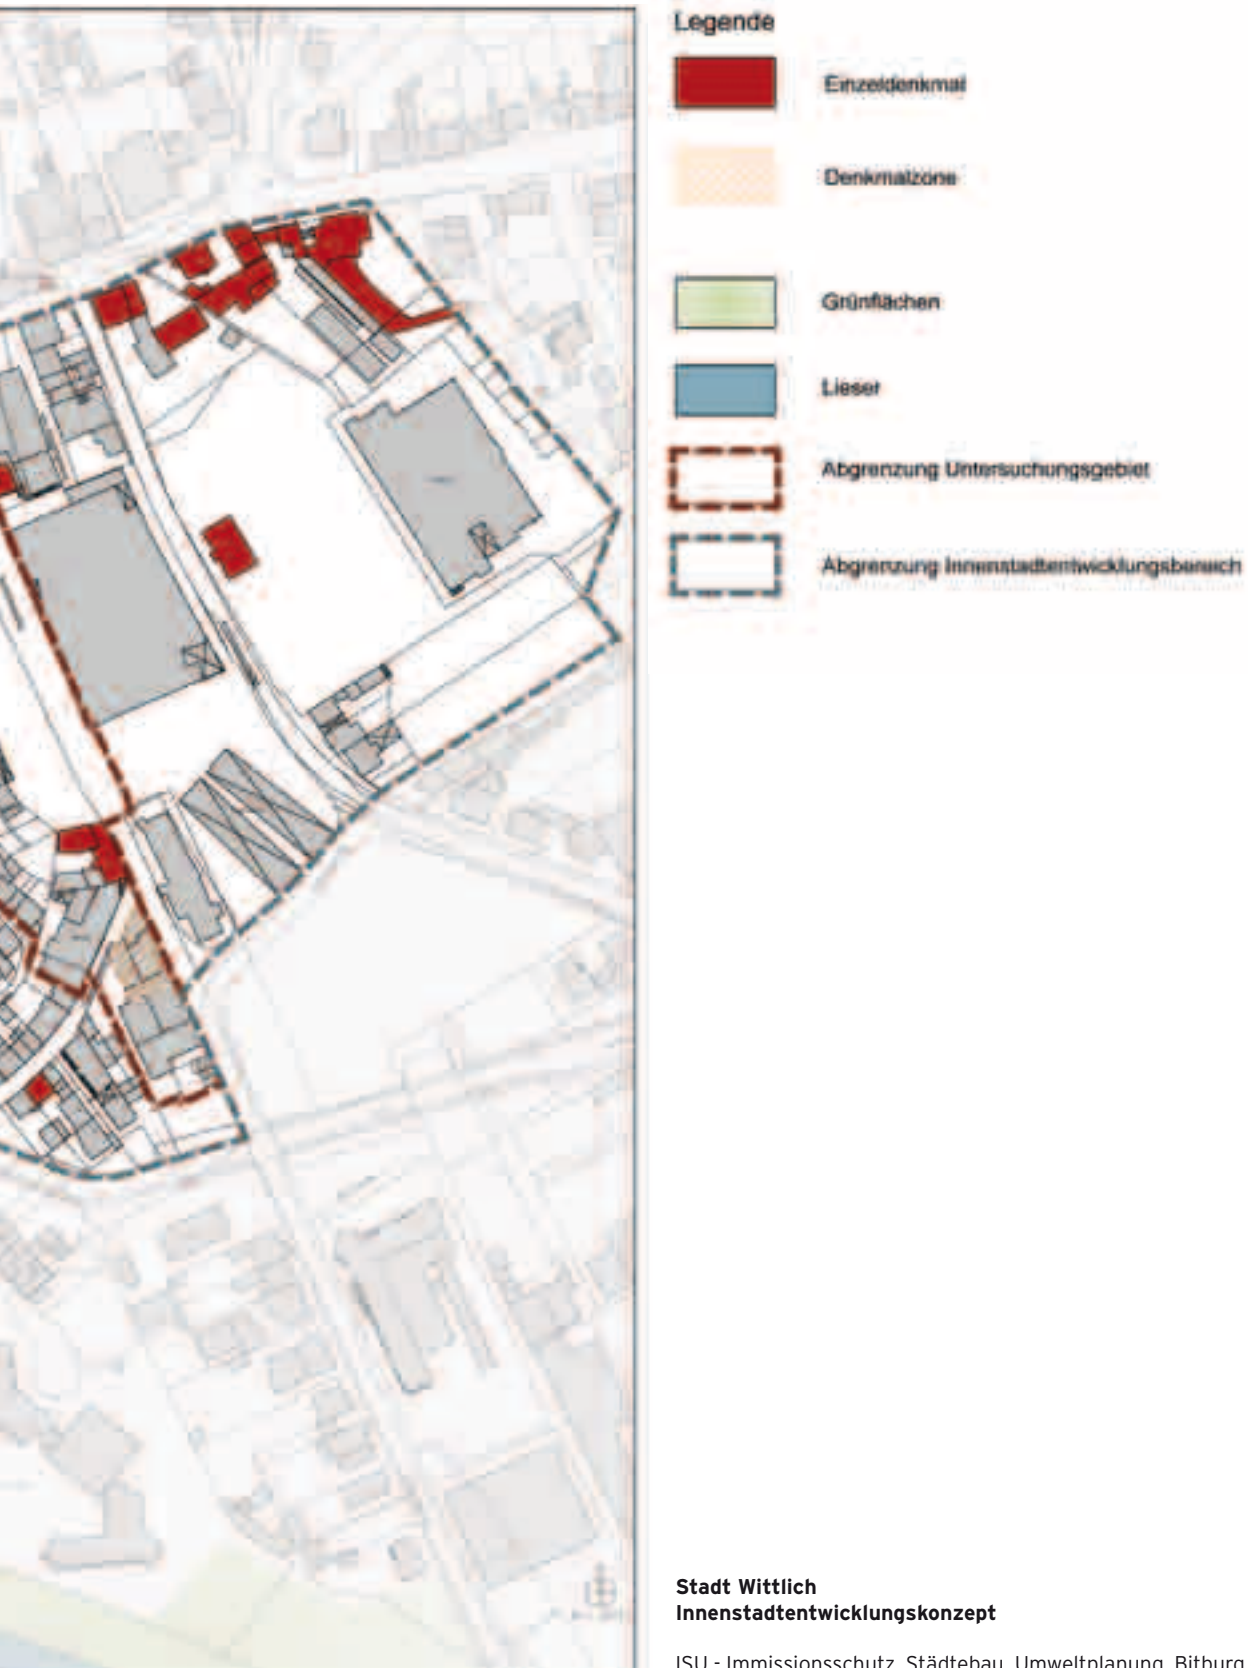 Legende
Einzeldenkmal
Denkmalzone
Grünflächen
Lieser
Abgrenzung Untersuchungsgebiet
Abgrenzung Innenstadtentwicklungsbereich
Stadt Wittlich
Innenstadtentwicklungskonzept
ISU - Immissionsschutz, Städtebau, Umweltplanung, Bitburg